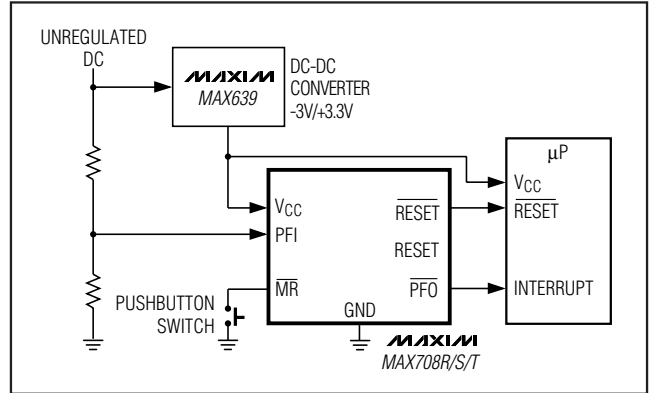 UNREGULATED
DC
MAXIM
MAX639
DC-DC
CONVERTER
-3V/+3.3V
µP
VCC
RESET
INTERRUPT
VCC
PFI
MR
GND
RESET
RESET
PFO
PUSHBUTTON
SWITCH
MAXIM
MAX708R/S/T